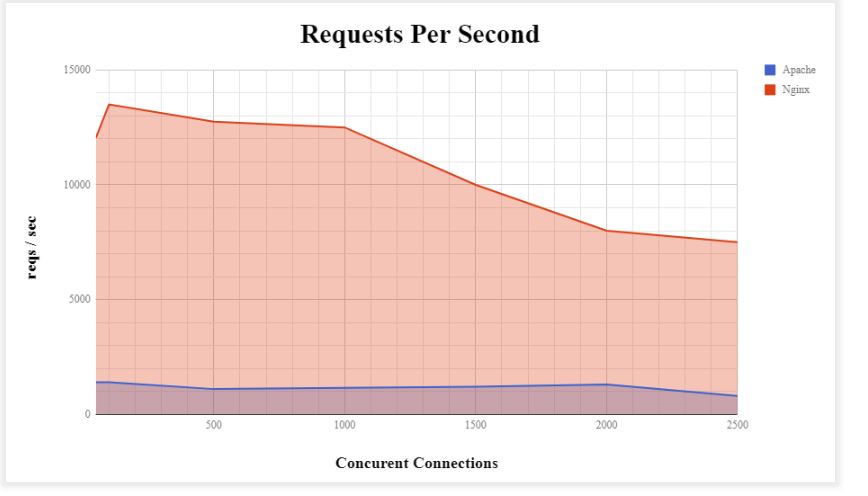 Requests Per Second
Apache
Nginx
15000
10000
5000
0
reqs / sec
500
1000
1500
2000
2500
Concurent Connections